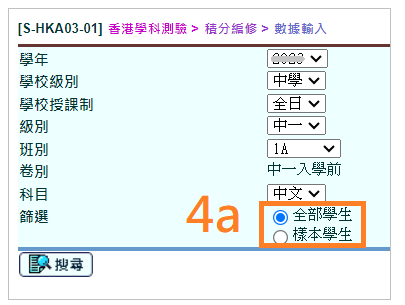 [S-HKA03-01] 香港學科測驗 > 積分編修 > 數據輸入
學年
學校級別 中學
學校授課制 全日
級別 中一
班別 1A
卷別 中一入學前
科目 中文
篩選 全部學生
樣本學生
4a
搜尋